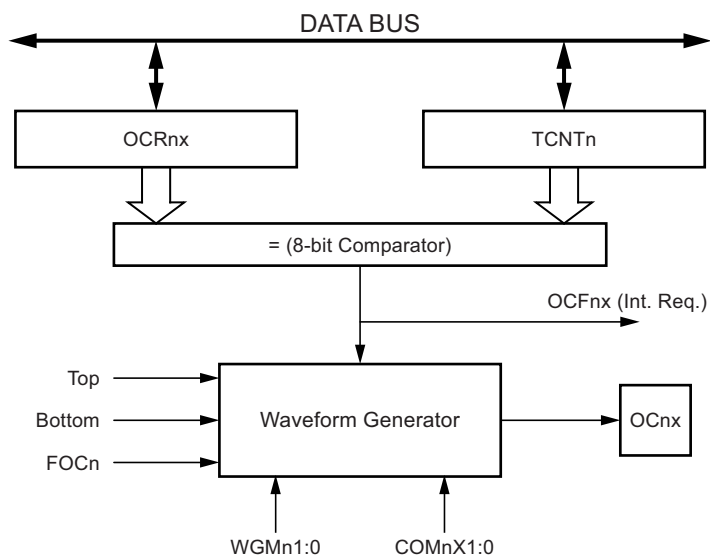 DATA BUS
OCRnx
TCNTn
= (8-bit Comparator)
OCFnx (Int. Req.)
Top
Bottom
FOCn
Waveform Generator
OCnx
WGMn1:0
COMnX1:0